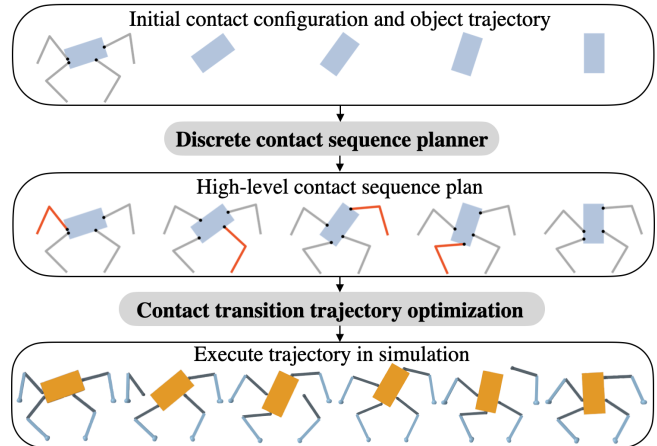 Initial contact configuration and object trajectory
Discrete contact sequence planner
High-level contact sequence plan
Contact transition trajectory optimization
Execute trajectory in simulation